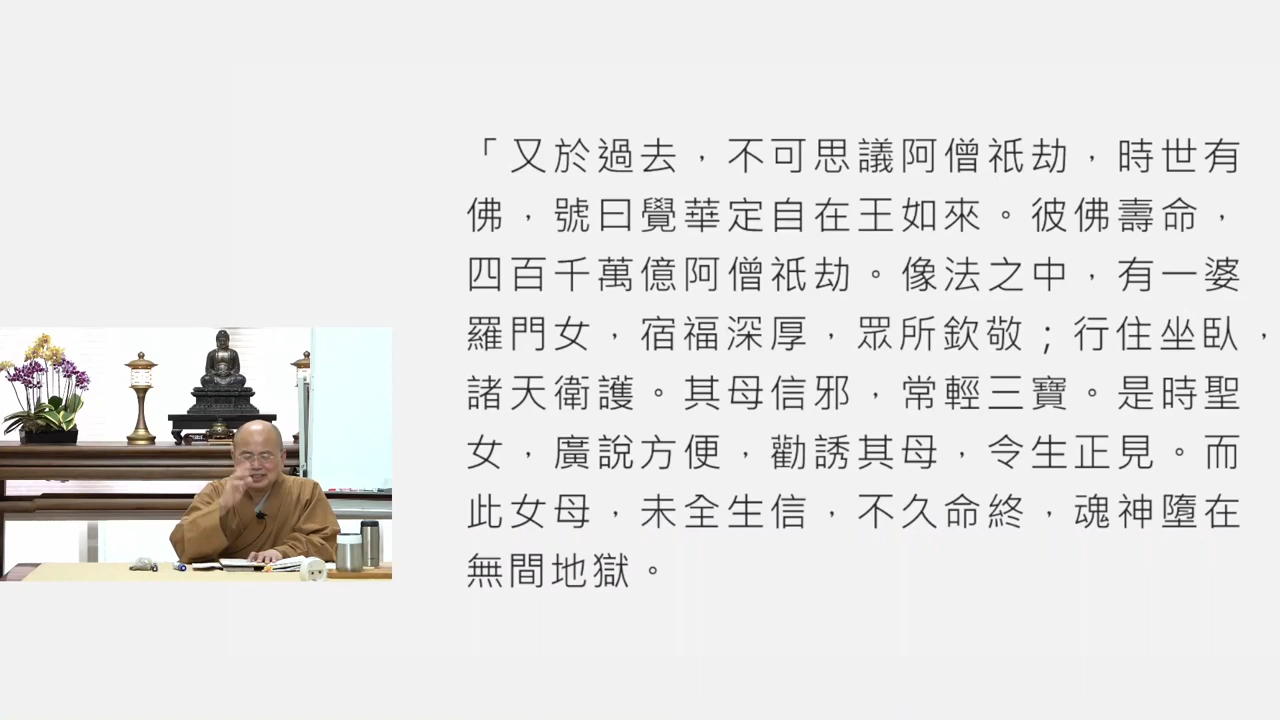 「又於過去，不可思議阿僧祇劫，時世有
佛，號曰覺華定自在王如來。彼佛壽命，
四百千萬億阿僧祇劫。像法之中，有一婆
羅門女，宿福深厚，眾所欽敬；行住坐臥，
諸天衛護。其母信邪，常輕三寶。是時聖
女，廣說方便，勸誘其母，令生正見。而
此女母，未全生信，不久命終，魂神墮在
無間地獄。